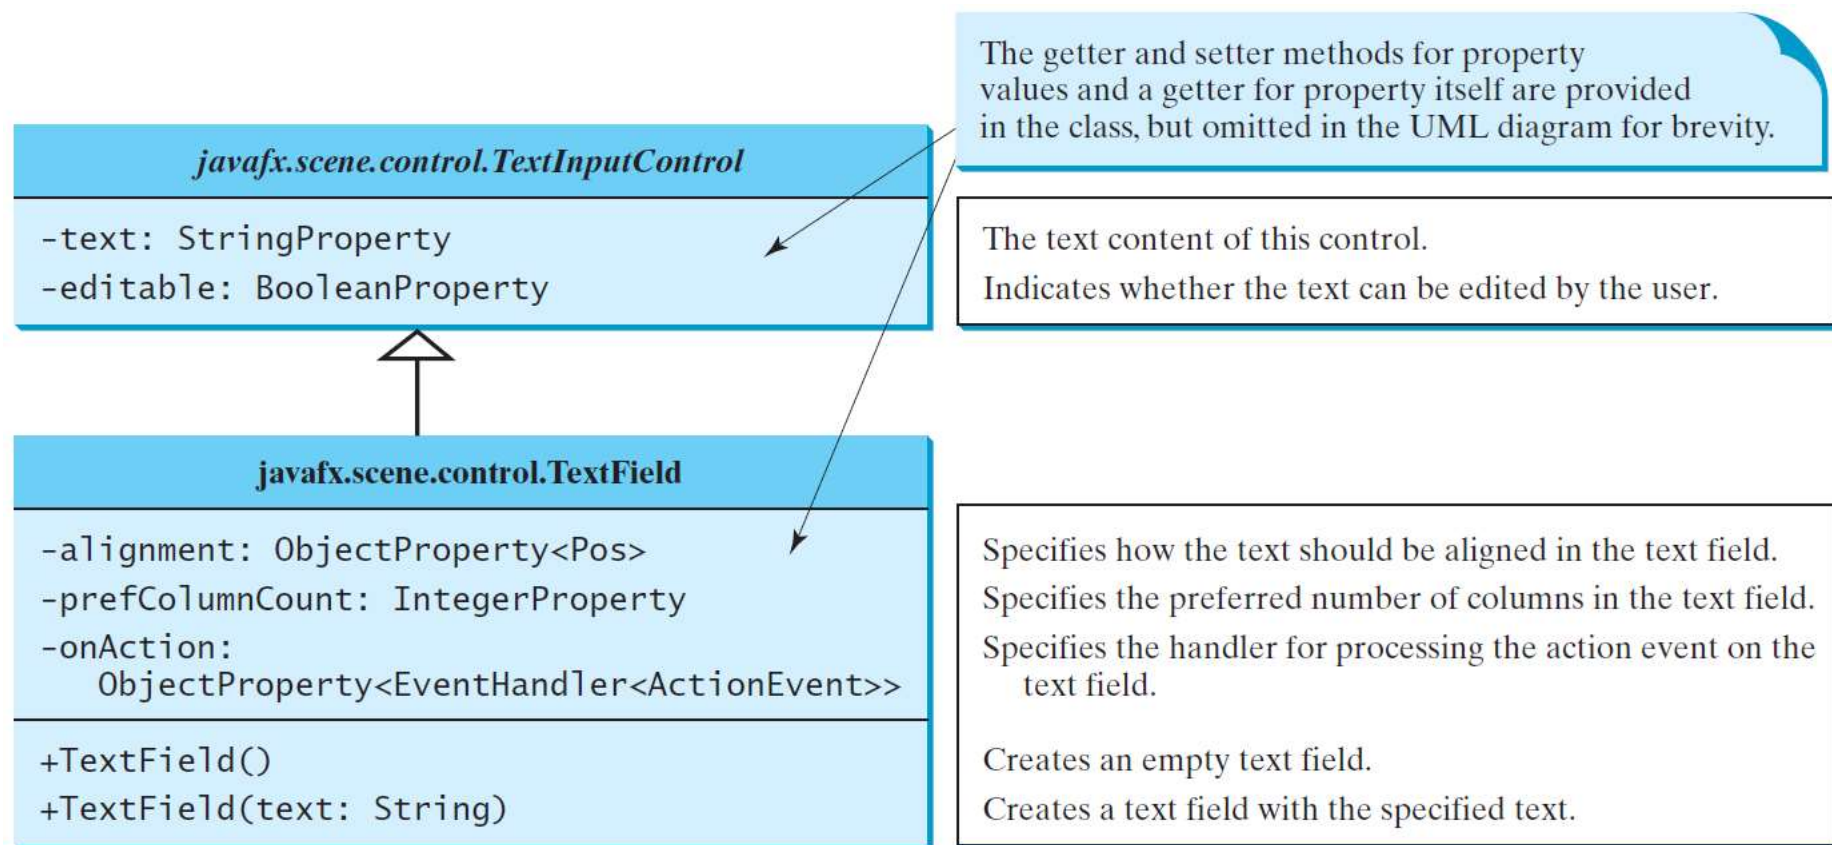 The getter and setter methods for property
values and a getter for property itself are provided
in the class, but omitted in the UML diagram for brevity.
javafx.scene.control.TextInputControl
-text: StringProperty
-editable: BooleanProperty
The text content of this control.
Indicates whether the text can be edited by the user.
javafx.scene.control.TextField
-alignment: ObjectProperty<Pos>
-prefColumnCount: IntegerProperty
-onAction:
ObjectProperty<EventHandler<ActionEvent>>
Specifies how the text should be aligned in the text field.
Specifies the preferred number of columns in the text field.
Specifies the handler for processing the action event on the
text field.
+TextField()
+TextField(text: String)
Creates an empty text field.
Creates a text field with the specified text.